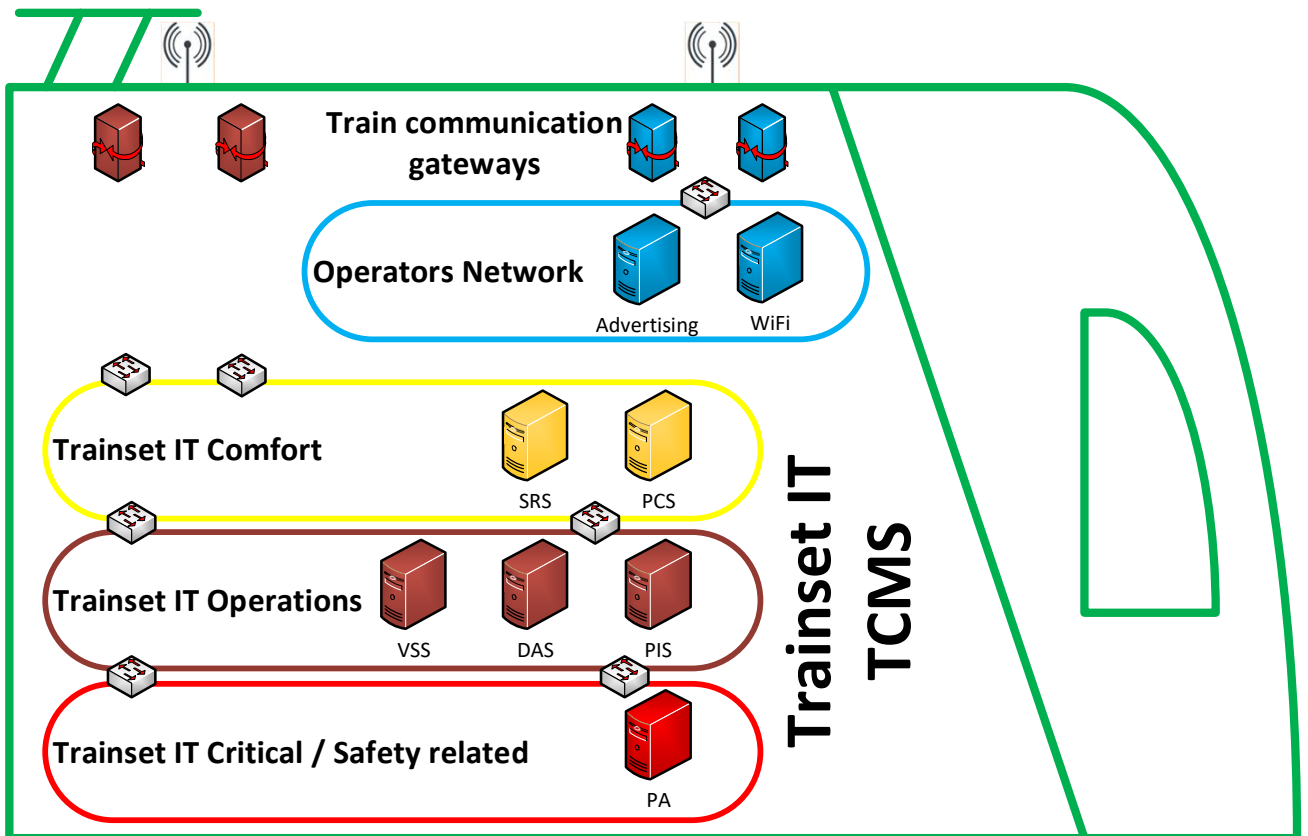 Train communication
gateways
Operators Network
Advertising
WiFi
Trainset IT Comfort
SRS
PCS
Trainset IT Operations
VSS
DAS
PIS
Trainset IT Critical / Safety related
PA
Trainset IT
TCMS